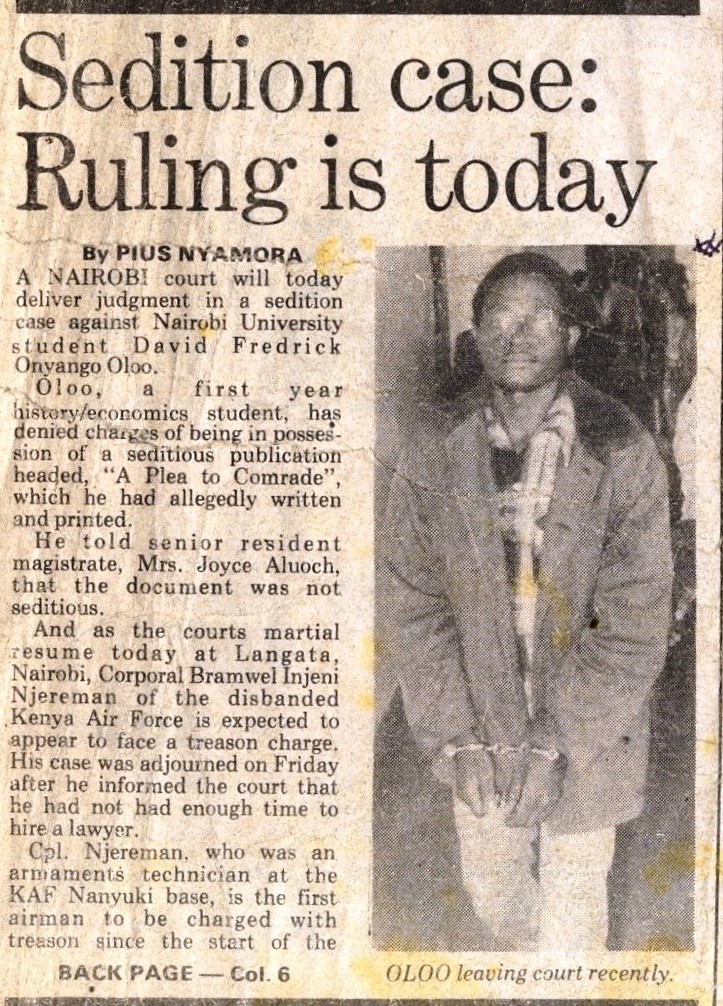 Sedition case:
Ruling is today
By PIUS NYAMORA
A NAIROBI court will today
deliver judgment in a sedition
case against Nairobi University
student David Fredrick
Onyango Oloo.
Oloo, a first year
history/economics student, has
denied charges of being in posses-
sion of a seditious publication
headed, “A Plea to Comrade”,
which he had allegedly written
and printed.
He told senior resident
magistrate, Mrs. Joyce Aluoch,
that the document was not
seditious.
And as the courts martial
resume today at Langata,
Nairobi, Corporal Bramwel Injeni
Njereman of the disbanded
Kenya Air Force is expected to
appear to face a treason charge.
His case was adjourned on Friday
after he informed the court that
he had not had enough time to
hire a lawyer.
Cpl. Njereman, who was an
armaments technician at the
KAF Nanyuki base, is the first
airman to be charged with
treason since the start of the
BACK PAGE — Col. 6
OLOO leaving court recently.